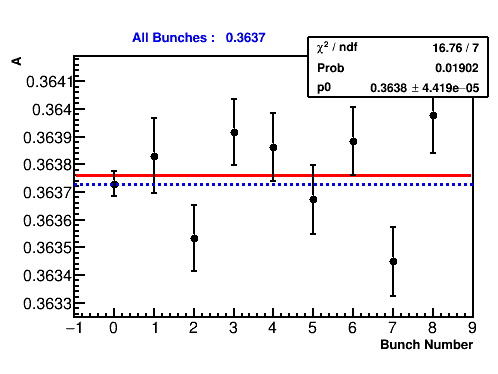 All Bunches : 0.3637
χ² / ndf 16.76 / 7
Prob 0.01902
p0 0.3638 ± 4.419e−05
A
0.3641
0.364
0.3639
0.3638
0.3637
0.3636
0.3635
0.3634
0.3633
−1 0 1 2 3 4 5 6 7 8 9
Bunch Number